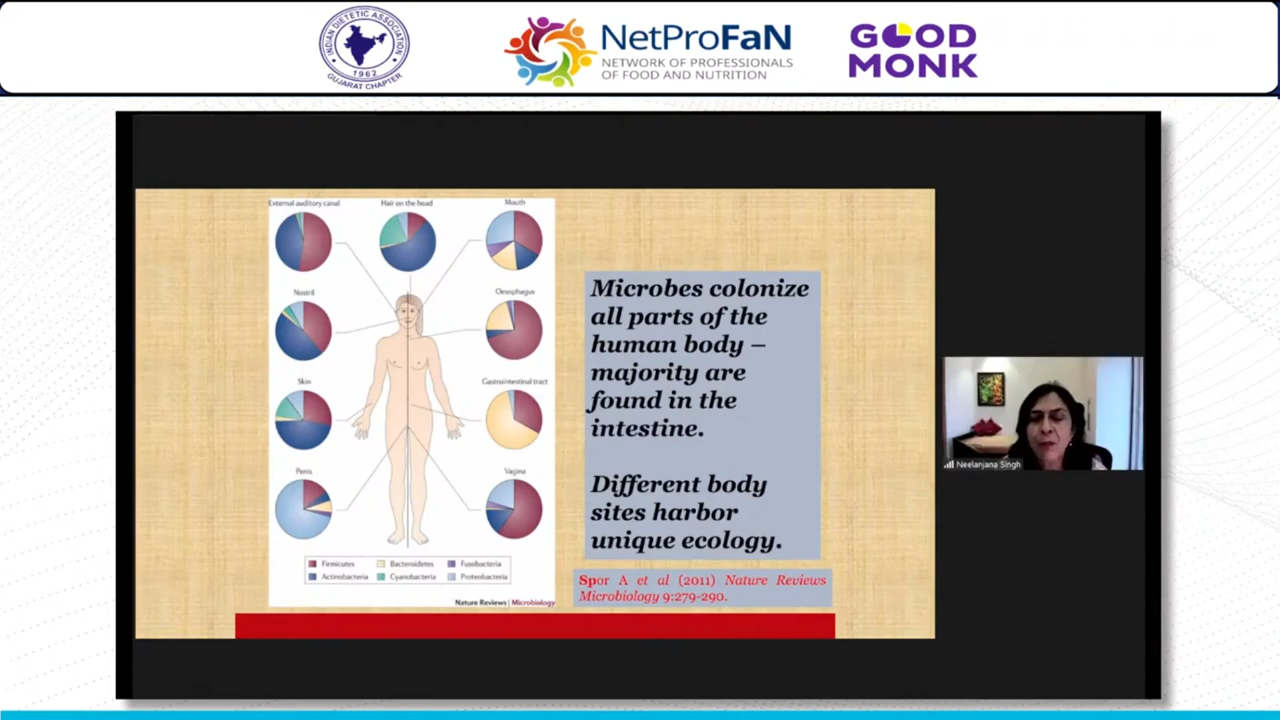 INDIAN DIETETIC ASSOCIATION
1962
GUJARAT CHAPTER
NetProFaN
NETWORK OF PROFESSIONALS
OF FOOD AND NUTRITION
GOOD
MONK
External auditory canal
Hair on the head
Mouth
Nostril
Oesophagus
Skin
Gastrointestinal tract
Penis
Vagina
Firmicutes
Bacteroidetes
Fusobacteria
Actinobacteria
Cyanobacteria
Proteobacteria
Nature Reviews | Microbiology
Microbes colonize
all parts of the
human body –
majority are
found in the
intestine.
Different body
sites harbor
unique ecology.
Spor A et al (2011) Nature Reviews
Microbiology 9:279-290.
Neelanjana Singh